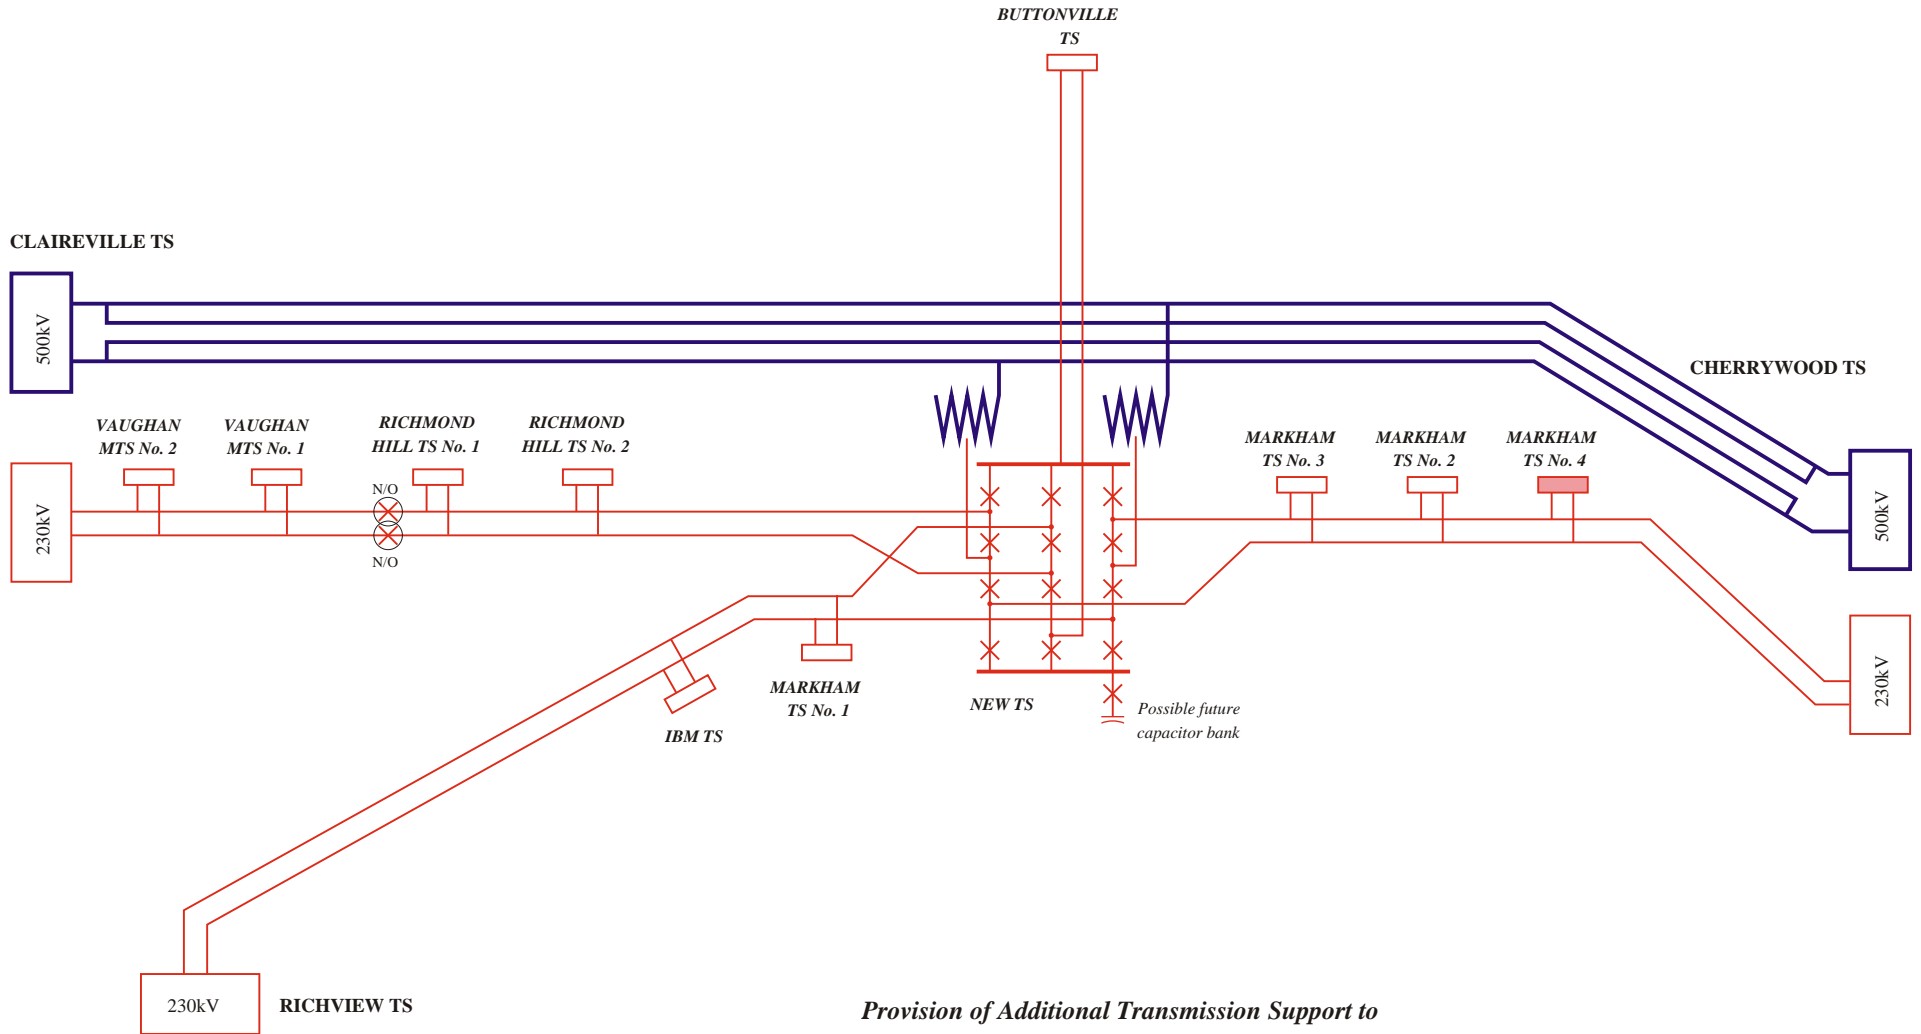 BUTTONVILLE
TS
CLAIREVILLE TS
500kV
CHERRYWOOD TS
500kV
VAUGHAN
MTS No. 2
VAUGHAN
MTS No. 1
RICHMOND
HILL TS No. 1
RICHMOND
HILL TS No. 2
MARKHAM
TS No. 3
MARKHAM
TS No. 2
MARKHAM
TS No. 4
230kV
N/O
N/O
230kV
MARKHAM
TS No. 1
IBM TS
NEW TS
Possible future
capacitor bank
230kV
RICHVIEW TS
Provision of Additional Transmission Support to